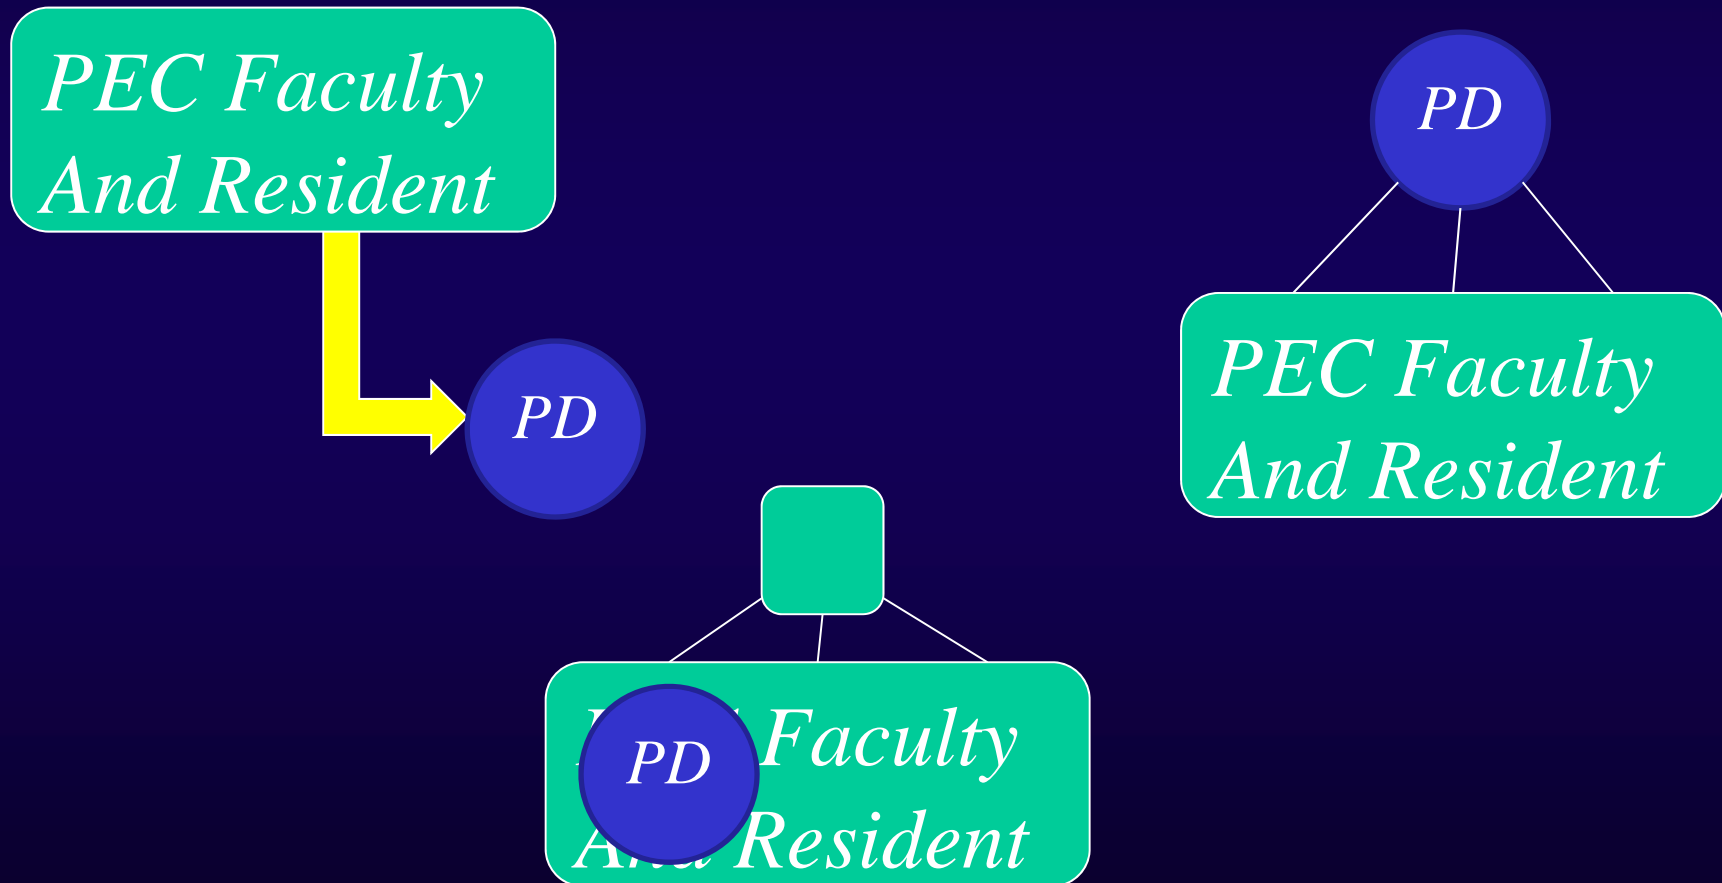 PEC Faculty
And Resident
PD
PD
PEC Faculty
And Resident
PD
Faculty
Resident